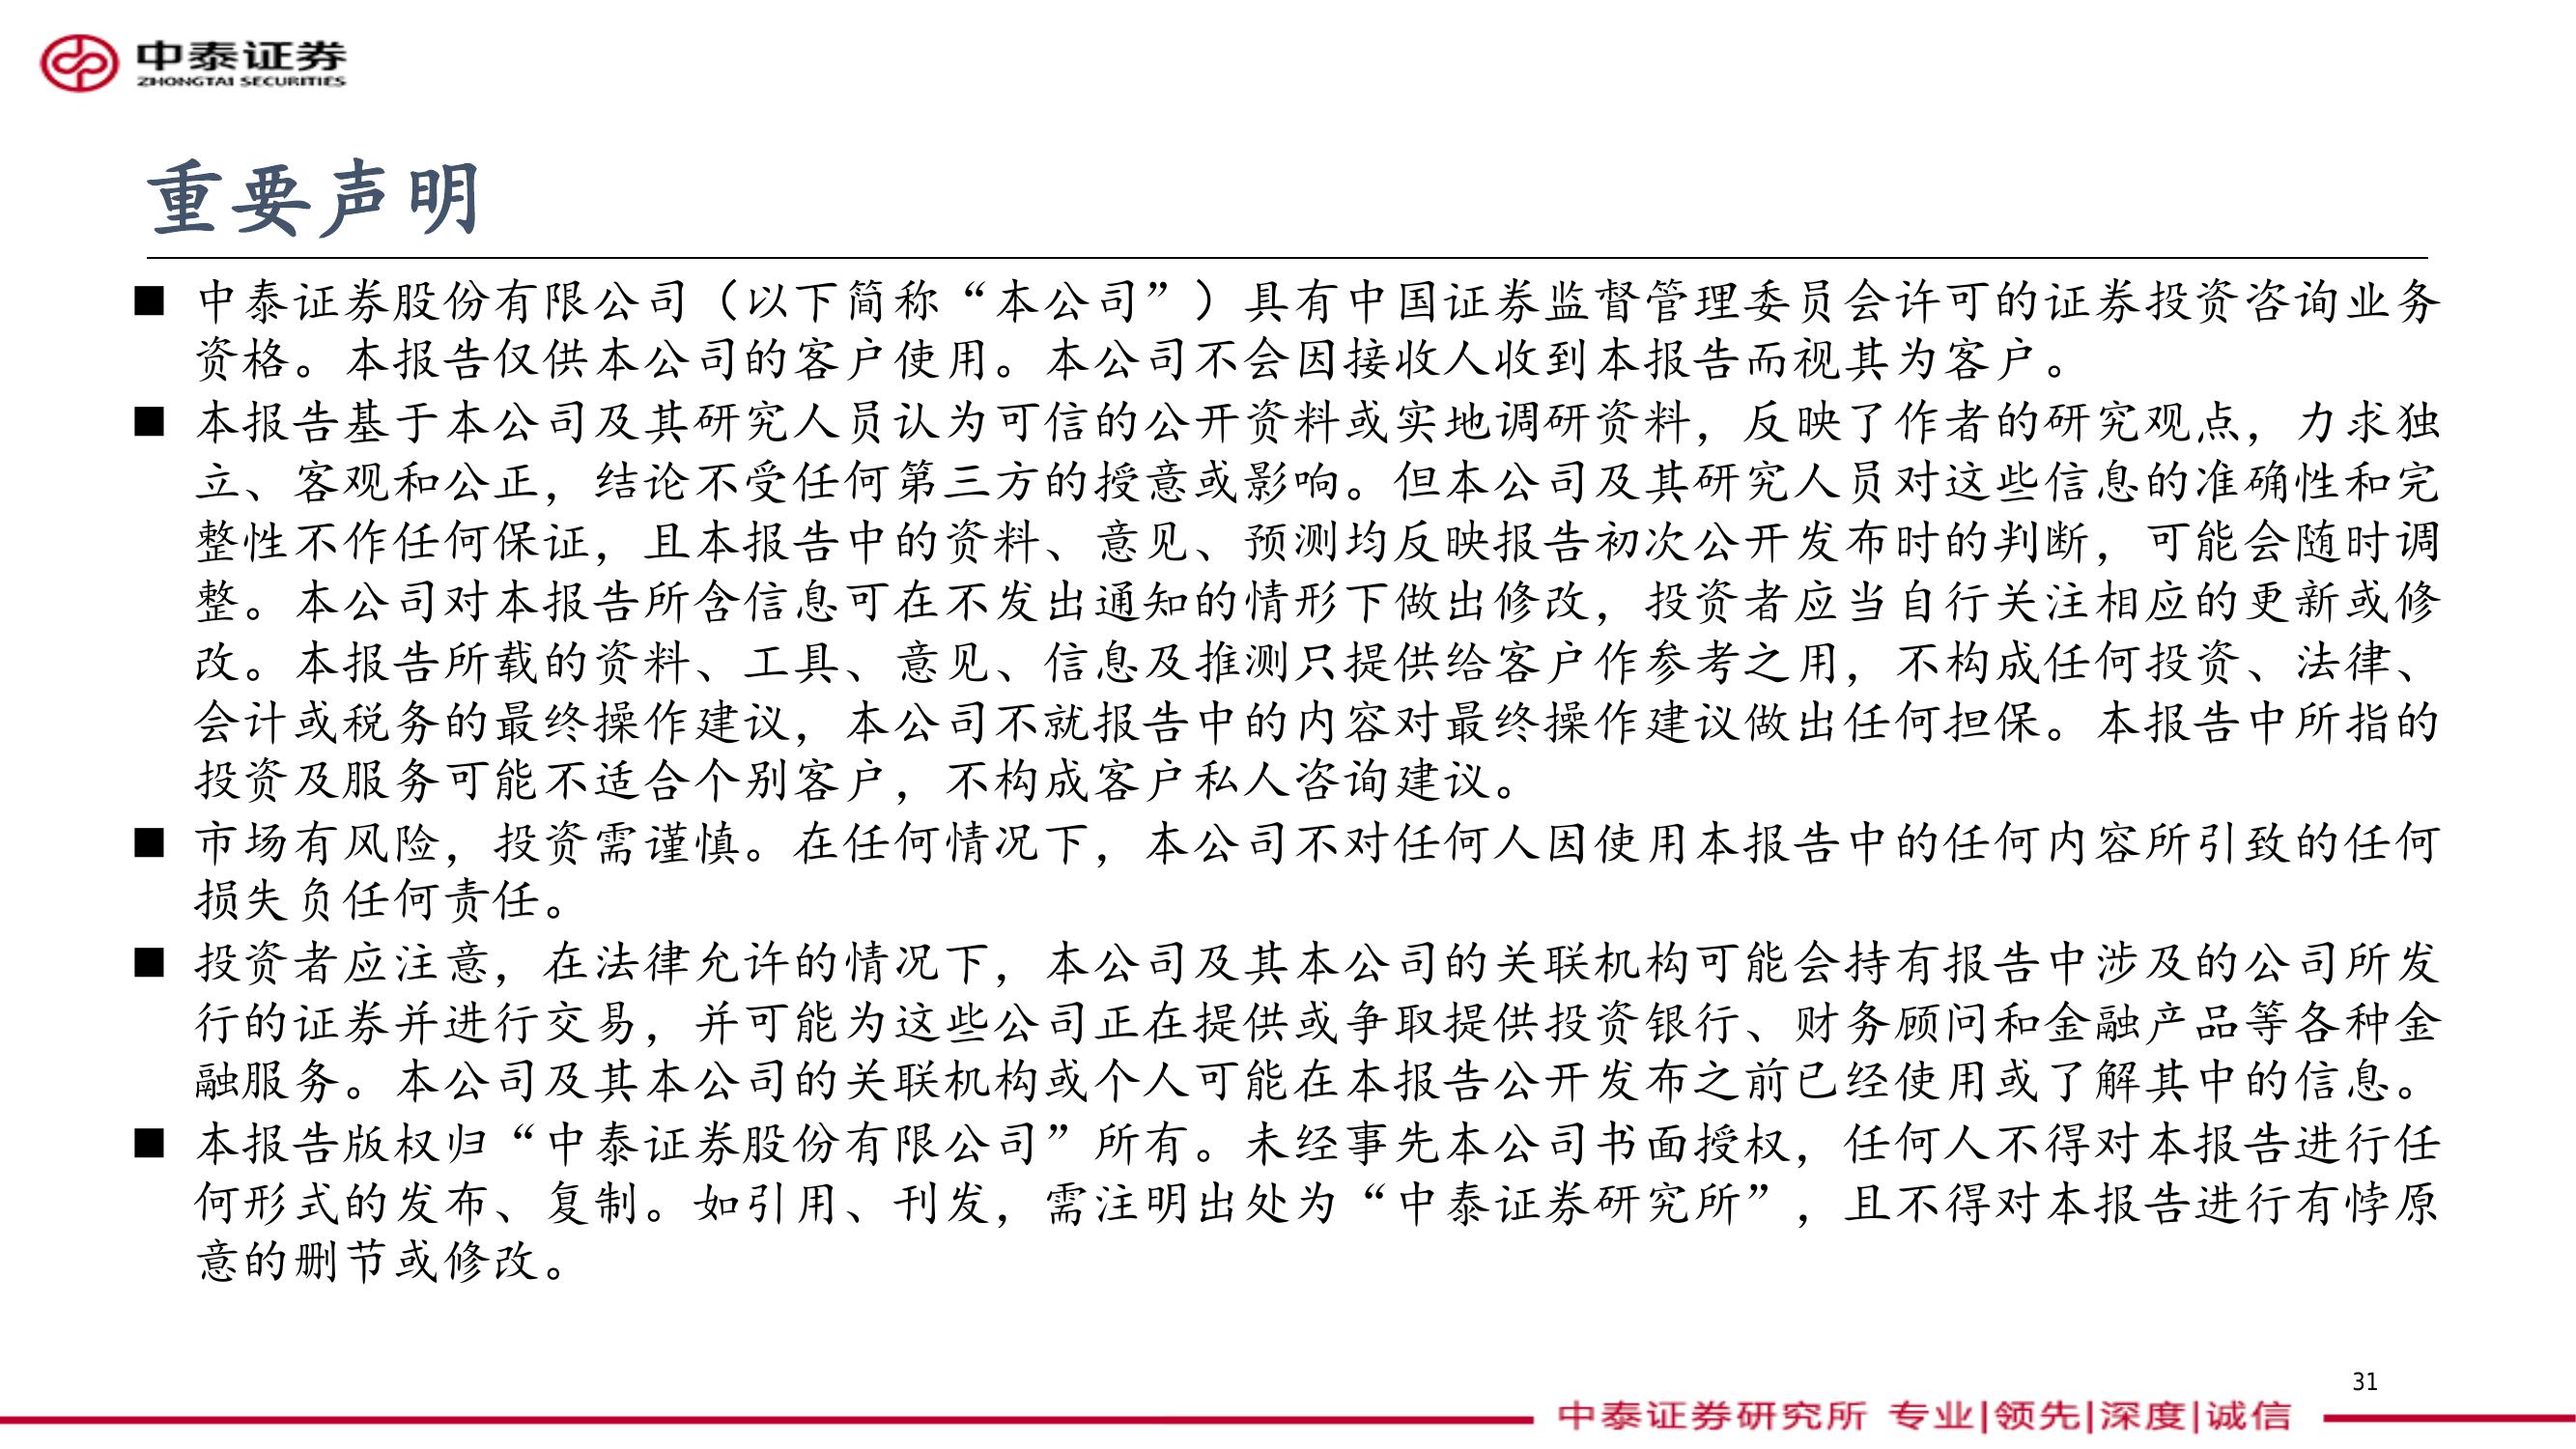 中泰证券
ZHONGTAI SECURITIES
重要声明
■ 中泰证券股份有限公司（以下简称“本公司”）具有中国证券监督管理委员会许可的证券投资咨询业务
资格。本报告仅供本公司的客户使用。本公司不会因接收人收到本报告而视其为客户。
■ 本报告基于本公司及其研究人员认为可信的公开资料或实地调研资料，反映了作者的研究观点，力求独
立、客观和公正，结论不受任何第三方的授意或影响。但本公司及其研究人员对这些信息的准确性和完
整性不作任何保证，且本报告中的资料、意见、预测均反映报告初次公开发布时的判断，可能会随时调
整。本公司对本报告所含信息可在不发出通知的情形下做出修改，投资者应当自行关注相应的更新或修
改。本报告所载的资料、工具、意见、信息及推测只提供给客户作参考之用，不构成任何投资、法律、
会计或税务的最终操作建议，本公司不就报告中的内容对最终操作建议做出任何担保。本报告中所指的
投资及服务可能不适合个别客户，不构成客户私人咨询建议。
■ 市场有风险，投资需谨慎。在任何情况下，本公司不对任何人因使用本报告中的任何内容所引致的任何
损失负任何责任。
■ 投资者应注意，在法律允许的情况下，本公司及其本公司的关联机构可能会持有报告中涉及的公司所发
行的证券并进行交易，并可能为这些公司正在提供或争取提供投资银行、财务顾问和金融产品等各种金
融服务。本公司及其本公司的关联机构或个人可能在本报告公开发布之前已经使用或了解其中的信息。
■ 本报告版权归“中泰证券股份有限公司”所有。未经事先本公司书面授权，任何人不得对本报告进行任
何形式的发布、复制。如引用、刊发，需注明出处为“中泰证券研究所”，且不得对本报告进行有悖原
意的删节或修改。
31
中泰证券研究所 专业|领先|深度|诚信